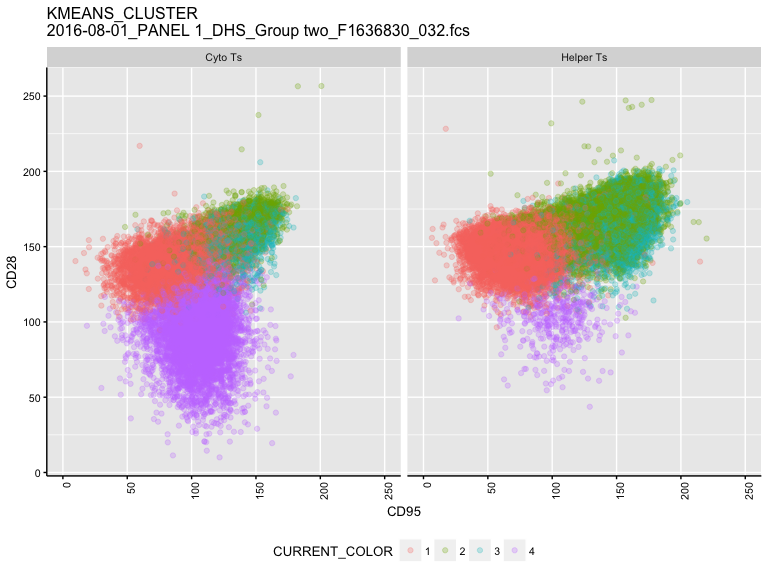 KMEANS_CLUSTER
2016-08-01_PANEL 1_DHS_Group two_F1636830_032.fcs
Cyto Ts Helper Ts
250
200
150
100
50
0
CD28
0 50 100 150 200 250 0 50 100 150 200 250
CD95
CURRENT_COLOR 1 2 3 4